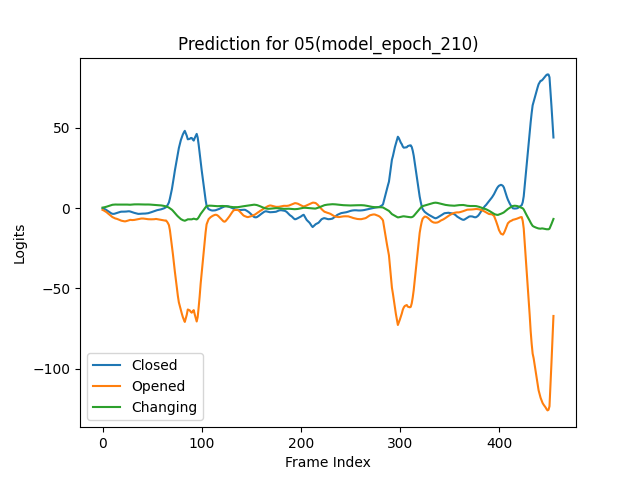 Prediction for 05(model_epoch_210)
Logits
50
0
−50
−100
Closed
Opened
Changing
0 100 200 300 400
Frame Index